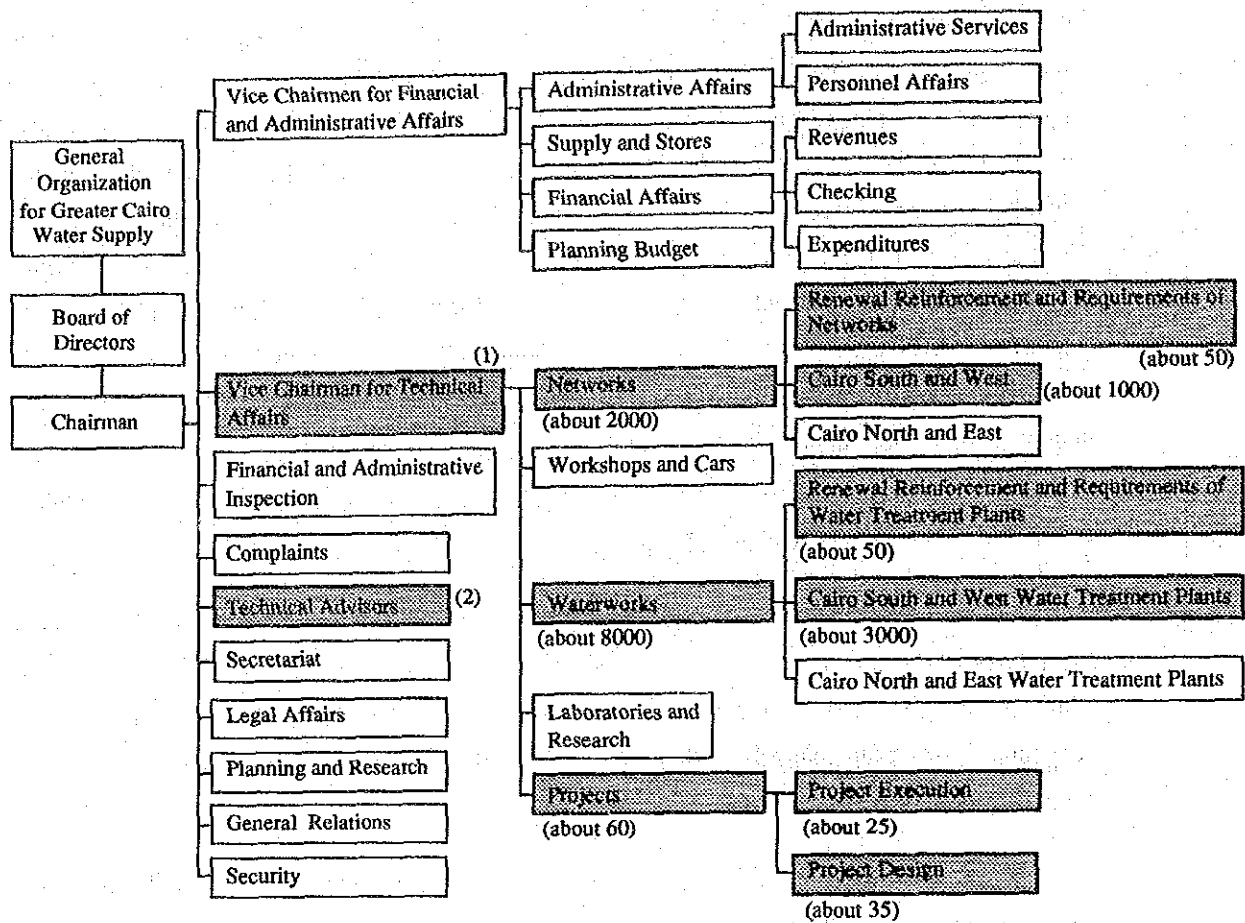 General
Organization
for Greater Cairo
Water Supply
Board of
Directors
Chairman
Vice Chairmen for Financial
and Administrative Affairs
(1)
Vice Chairman for Technical
Affairs
Financial and Administrative
Inspection
Complaints
Technical Advisors
(2)
Secretariat
Legal Affairs
Planning and Research
General Relations
Security
Administrative Affairs
Supply and Stores
Financial Affairs
Planning Budget
Networks
(about 2000)
Workshops and Cars
Waterworks
(about 8000)
Laboratories and
Research
Projects
(about 60)
Administrative Services
Personnel Affairs
Revenues
Checking
Expenditures
Renewal Reinforcement and Requirements of
Networks
(about 50)
Cairo South and West
(about 1000)
Cairo North and East
Renewal Reinforcement and Requirements of
Water Treatment Plants
(about 50)
Cairo South and West Water Treatment Plants
(about 3000)
Cairo North and East Water Treatment Plants
Project Execution
(about 25)
Project Design
(about 35)